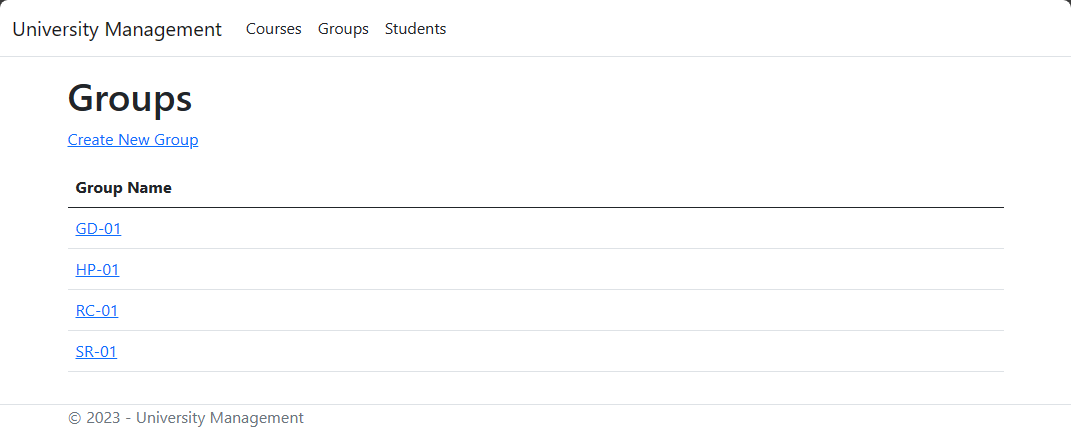 University Management Courses Groups Students
Groups
Create New Group
Group Name
GD-01
HP-01
RC-01
SR-01
© 2023 - University Management